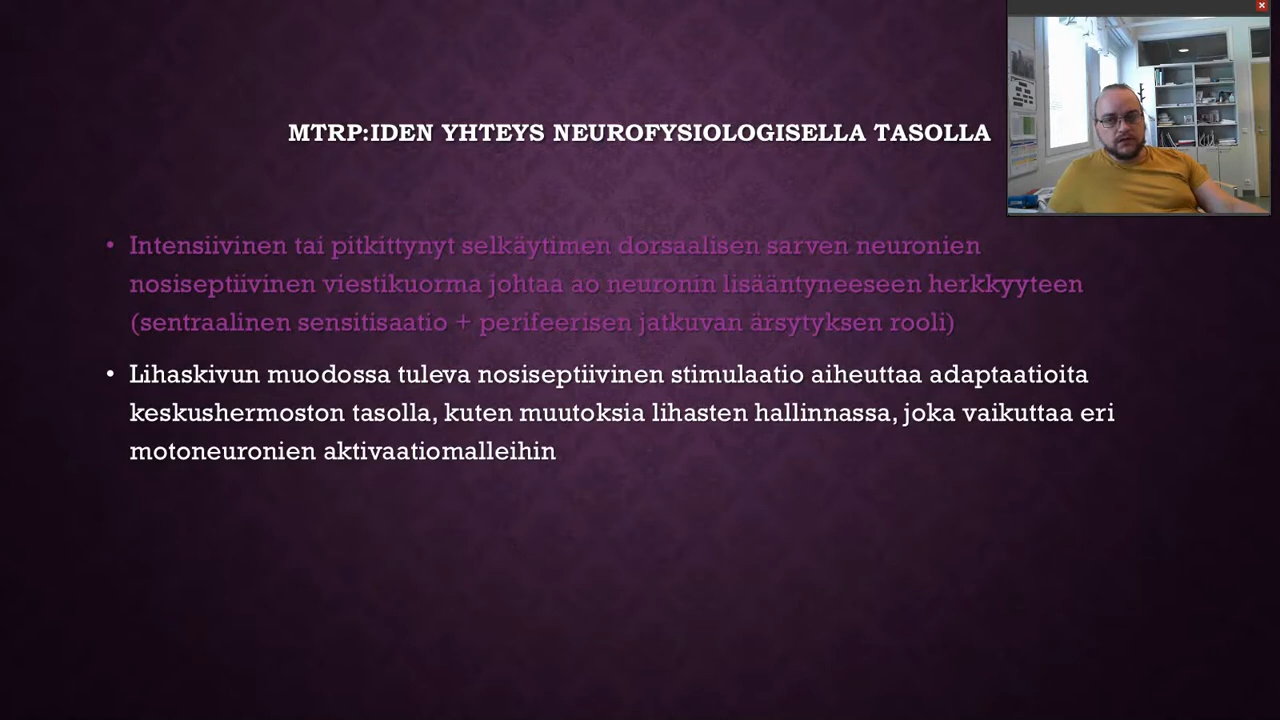 MTRP:IDEN YHTEYS NEUROFYSIOLOGISELLA TASOLLA
• Intensiivinen tai pitkittynyt selkäytimen dorsaalisen sarven neuronien
nosiseptiivinen viestikuorma johtaa ao neuronin lisääntyneeseen herkkyyteen
(sentraalinen sensitisaatio + perifeerisen jatkuvan ärsytyksen rooli)
• Lihaskivun muodossa tuleva nosiseptiivinen stimulaatio aiheuttaa adaptaatioita
keskushermoston tasolla, kuten muutoksia lihasten hallinnassa, joka vaikuttaa eri
motoneuronien aktivaatiomalleihin